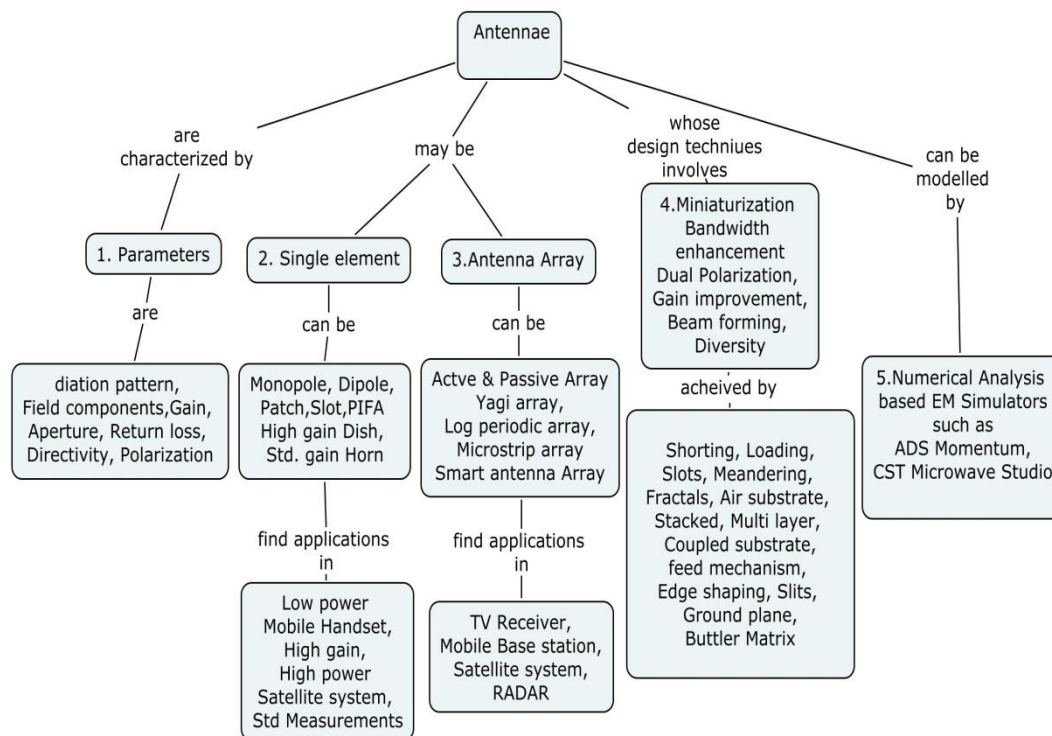 Antennae
are
characterized by
may be
whose
design techniues
involves
can be
modelled
by
1. Parameters
2. Single element
3.Antenna Array
4.Miniaturization
Bandwidth
enhancement
Dual Polarization,
Gain improvement,
Beam forming,
Diversity
are
can be
can be
acheived by
diation pattern,
Field components,Gain,
Aperture, Return loss,
Directivity, Polarization
Monopole, Dipole,
Patch,Slot,PIFA
High gain Dish,
Std. gain Horn
Actve & Passive Array
Yagi array,
Log periodic array,
Microstrip array
Smart antenna Array
Shorting, Loading,
Slots, Meandering,
Fractals, Air substrate,
Stacked, Multi layer,
Coupled substrate,
feed mechanism,
Edge shaping, Slits,
Ground plane,
Buttler Matrix
5.Numerical Analysis
based EM Simulators
such as
ADS Momentum,
CST Microwave Studio
find applications
in
find applications
in
Low power
Mobile Handset,
High gain,
High power
Satellite system,
Std Measurements
TV Receiver,
Mobile Base station,
Satellite system,
RADAR